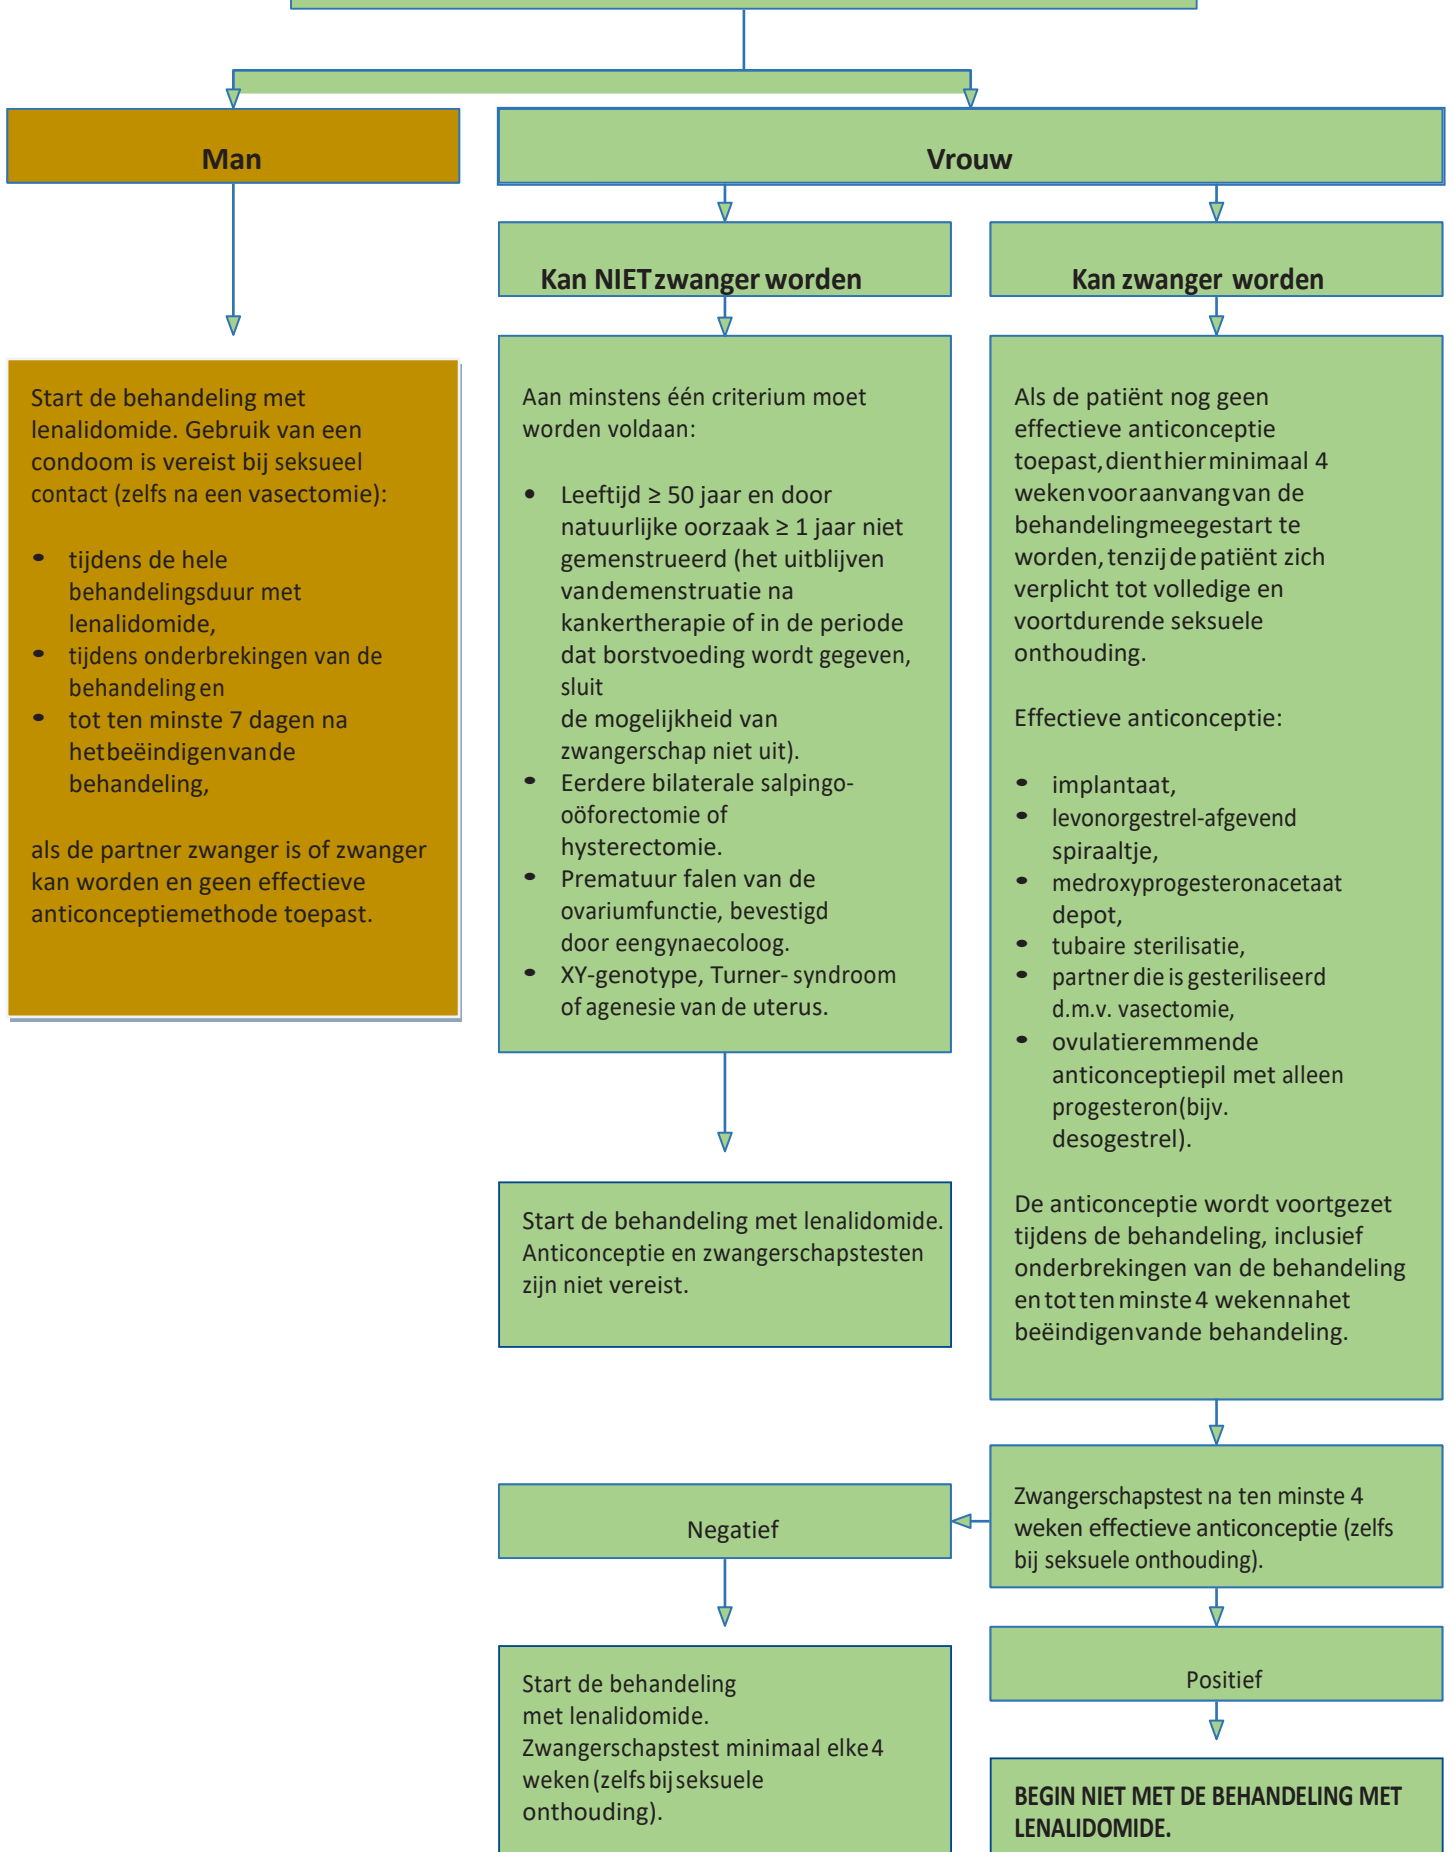 Man
Vrouw
Kan NIET zwanger worden
Kan zwanger worden
Start de behandeling met
lenalidomide. Gebruik van een
condoom is vereist bij seksueel
contact (zelfs na een vasectomie):
• tijdens de hele
behandelingsduur met
lenalidomide,
• tijdens onderbrekingen van de
behandeling en
• tot ten minste 7 dagen na
het beëindigen van de
behandeling,
als de partner zwanger is of zwanger
kan worden en geen effectieve
anticonceptiemethode toepast.
Aan minstens één criterium moet
worden voldaan:
• Leeftijd ≥ 50 jaar en door
natuurlijke oorzaak ≥ 1 jaar niet
gemenstrueerd (het uitblijven
van de menstruatie na
kankertherapie of in de periode
dat borstvoeding wordt gegeven,
sluit
de mogelijkheid van
zwangerschap niet uit).
• Eerdere bilaterale salpingo-
oöforectomie of
hysterectomie.
• Prematuur falen van de
ovariumfunctie, bevestigd
door een gynaecoloog.
• XY-genotype, Turner- syndroom
of agenesie van de uterus.
Start de behandeling met lenalidomide.
Anticonceptie en zwangerschapstesten
zijn niet vereist.
Als de patiënt nog geen
effectieve anticonceptie
toepast, dient hier minimaal 4
weken voor aanvang van de
behandeling mee gestart te
worden, tenzij de patiënt zich
verplicht tot volledige en
voortdurende seksuele
onthouding.
Effectieve anticonceptie:
• implantaat,
• levonorgestrel-afgevend
spiraaltje,
• medroxyprogesteronacetaat
depot,
• tubaire sterilisatie,
• partner die is gesteriliseerd
d.m.v. vasectomie,
• ovulatieremmende
anticonceptiepil met alleen
progesteron (bijv.
desogestrel).
De anticonceptie wordt voortgezet
tijdens de behandeling, inclusief
onderbrekingen van de behandeling
en tot ten minste 4 weken na het
beëindigen van de behandeling.
Zwangerschapstest na ten minste 4
weken effectieve anticonceptie (zelfs
bij seksuele onthouding).
Negatief
Start de behandeling
met lenalidomide.
Zwangerschapstest minimaal elke 4
weken (zelfs bij seksuele
onthouding).
Positief
BEGIN NIET MET DE BEHANDELING MET
LENALIDOMIDE.